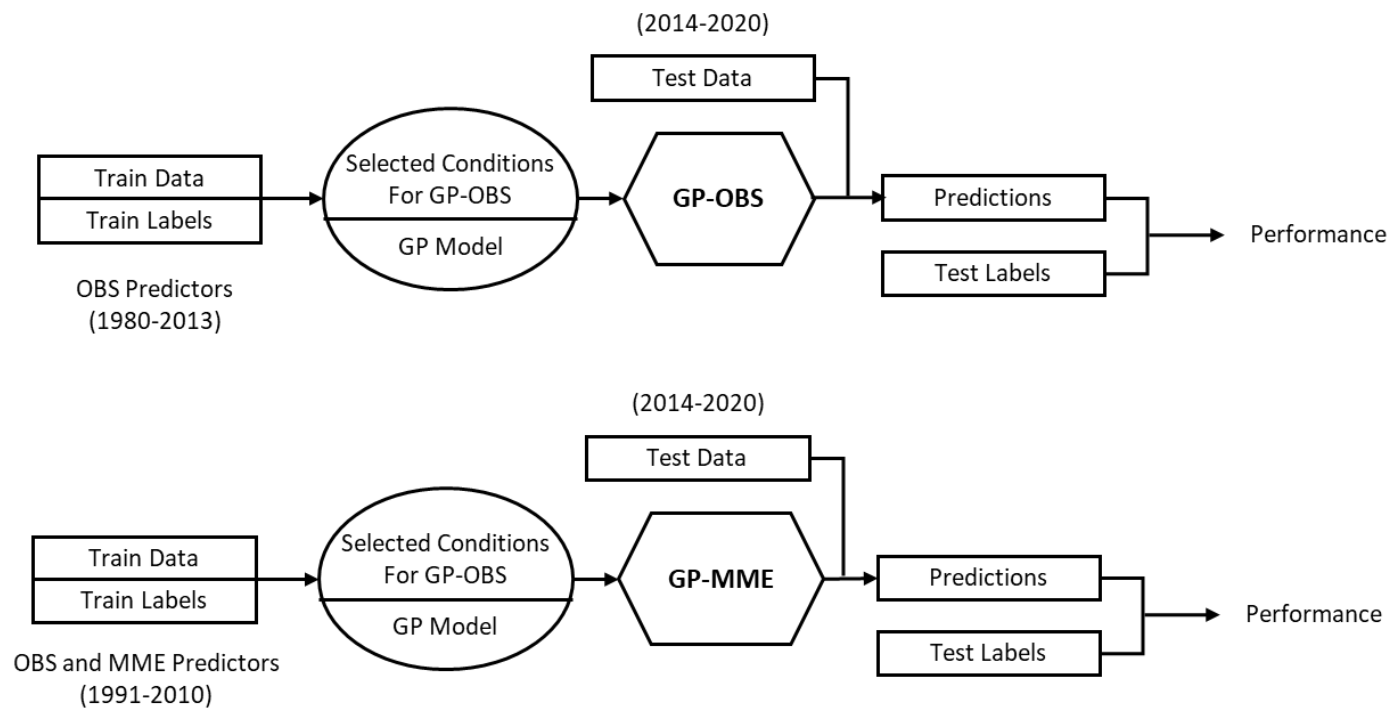 (2014-2020)
Test Data
Train Data
Train Labels
OBS Predictors
(1980-2013)
Selected Conditions
For GP-OBS
GP Model
GP-OBS
Predictions
Test Labels
Performance
(2014-2020)
Test Data
Train Data
Train Labels
OBS and MME Predictors
(1991-2010)
Selected Conditions
For GP-OBS
GP Model
GP-MME
Predictions
Test Labels
Performance